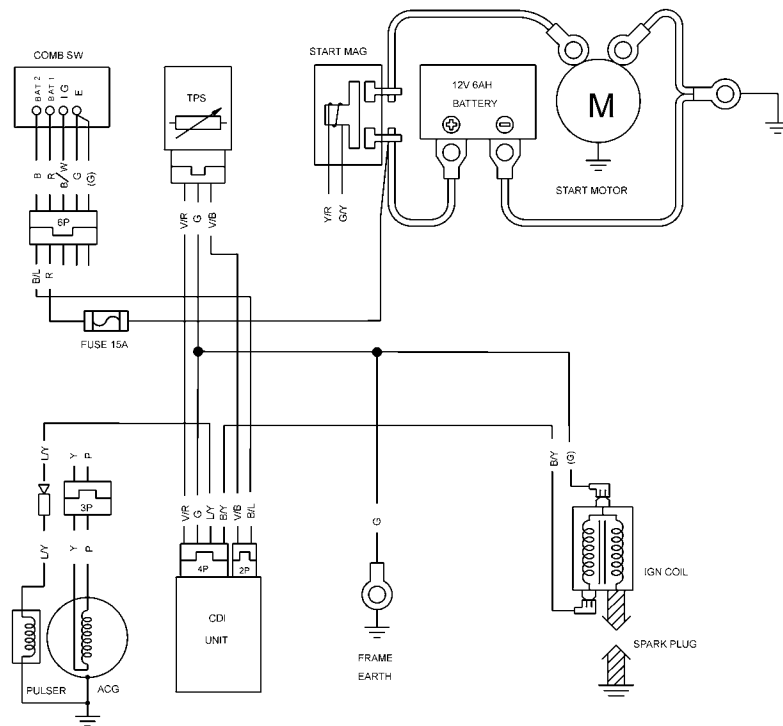 COMB SW
BAT 2
BAT 1
IG
E
B
R
B/W
G
(G)
6P
B/L
R
FUSE 15A
TPS
V/R
G
V/B
START MAG
Y/R
G/Y
12V 6AH
BATTERY
M
START MOTOR
L/Y
Y
P
3P
L/Y
Y
P
PULSER
ACG
V/R
G
L/Y
B/Y
V/B
B/L
4P
2P
CDI
UNIT
G
FRAME
EARTH
B/Y
(G)
IGN COIL
SPARK PLUG